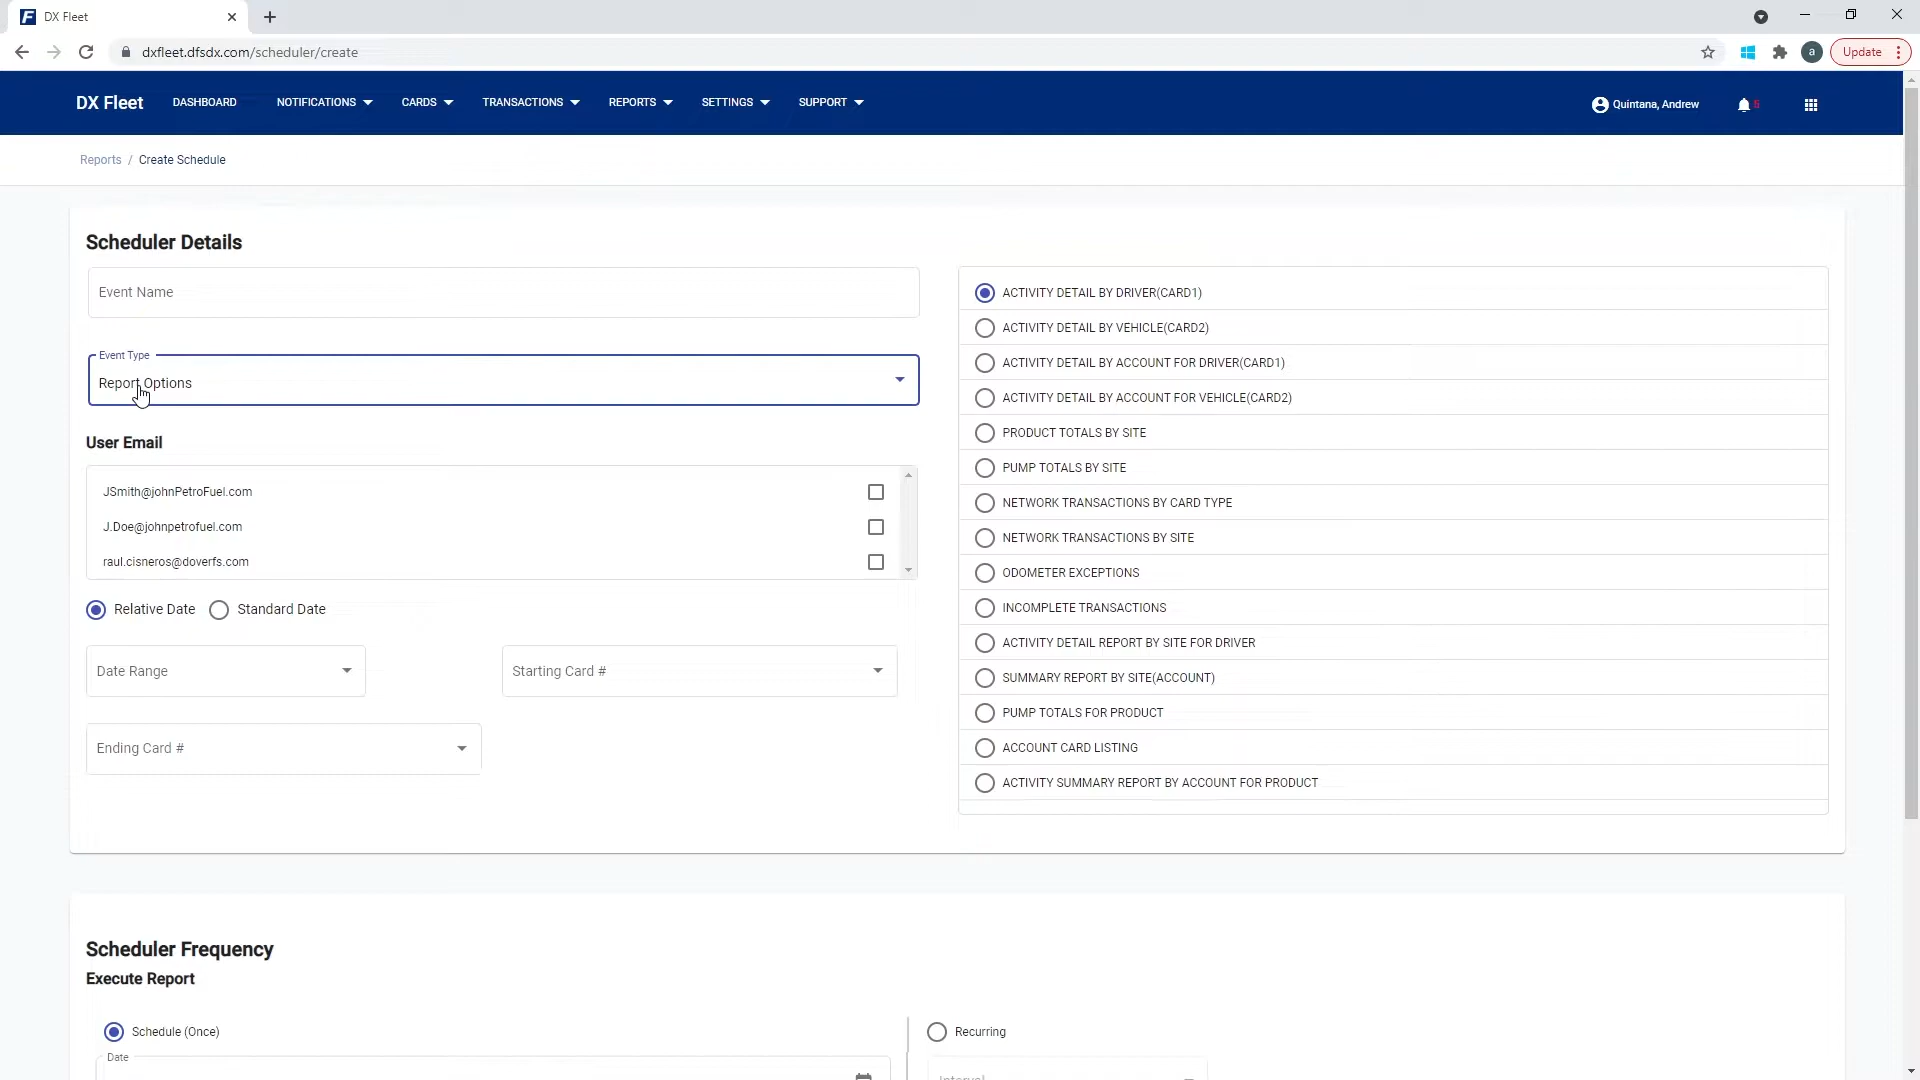 DX Fleet
dxfleet.dfsdx.com/scheduler/create
a
Update
DX Fleet
DASHBOARD
NOTIFICATIONS
CARDS
TRANSACTIONS
REPORTS
SETTINGS
SUPPORT
Quintana, Andrew
Reports / Create Schedule
Scheduler Details
Event Name
Event Type
Report Options
User Email
JSmith@johnPetroFuel.com
J.Doe@johnpetrofuel.com
raul.cisneros@doverfs.com
Relative Date
Standard Date
Date Range
Starting Card #
Ending Card #
ACTIVITY DETAIL BY DRIVER(CARD1)
ACTIVITY DETAIL BY VEHICLE(CARD2)
ACTIVITY DETAIL BY ACCOUNT FOR DRIVER(CARD1)
ACTIVITY DETAIL BY ACCOUNT FOR VEHICLE(CARD2)
PRODUCT TOTALS BY SITE
PUMP TOTALS BY SITE
NETWORK TRANSACTIONS BY CARD TYPE
NETWORK TRANSACTIONS BY SITE
ODOMETER EXCEPTIONS
INCOMPLETE TRANSACTIONS
ACTIVITY DETAIL REPORT BY SITE FOR DRIVER
SUMMARY REPORT BY SITE(ACCOUNT)
PUMP TOTALS FOR PRODUCT
ACCOUNT CARD LISTING
ACTIVITY SUMMARY REPORT BY ACCOUNT FOR PRODUCT
Scheduler Frequency
Execute Report
Schedule (Once)
Date
Recurring
Interval